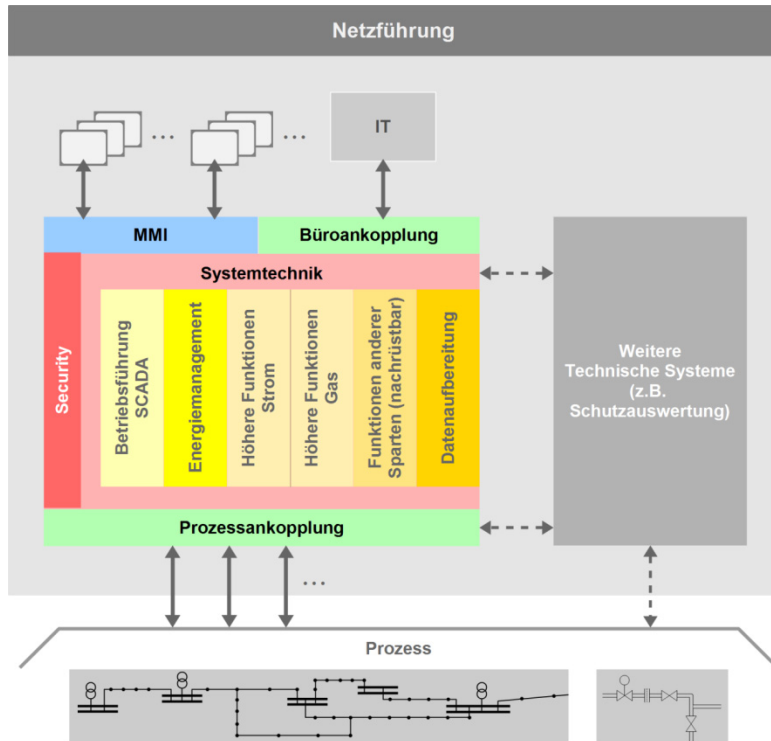 Netzführung
...
...
IT
MMI
Büroankopplung
Systemtechnik
Security
Betriebsführung
SCADA
Energiemanagement
Höhere Funktionen
Strom
Höhere Funktionen
Gas
Funktionen anderer
Sparten (nachrüstbar)
Datenaufbereitung
Weitere
Technische Systeme
(z.B.
Schutzauswertung)
Prozessankopplung
...
Prozess